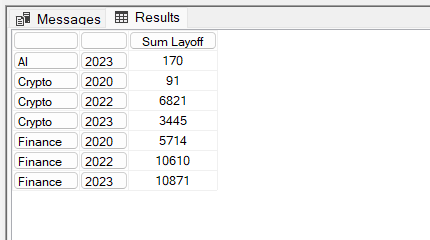 Messages Results
Sum Layoff
AI 2023 170
Crypto 2020 91
Crypto 2022 6821
Crypto 2023 3445
Finance 2020 5714
Finance 2022 10610
Finance 2023 10871